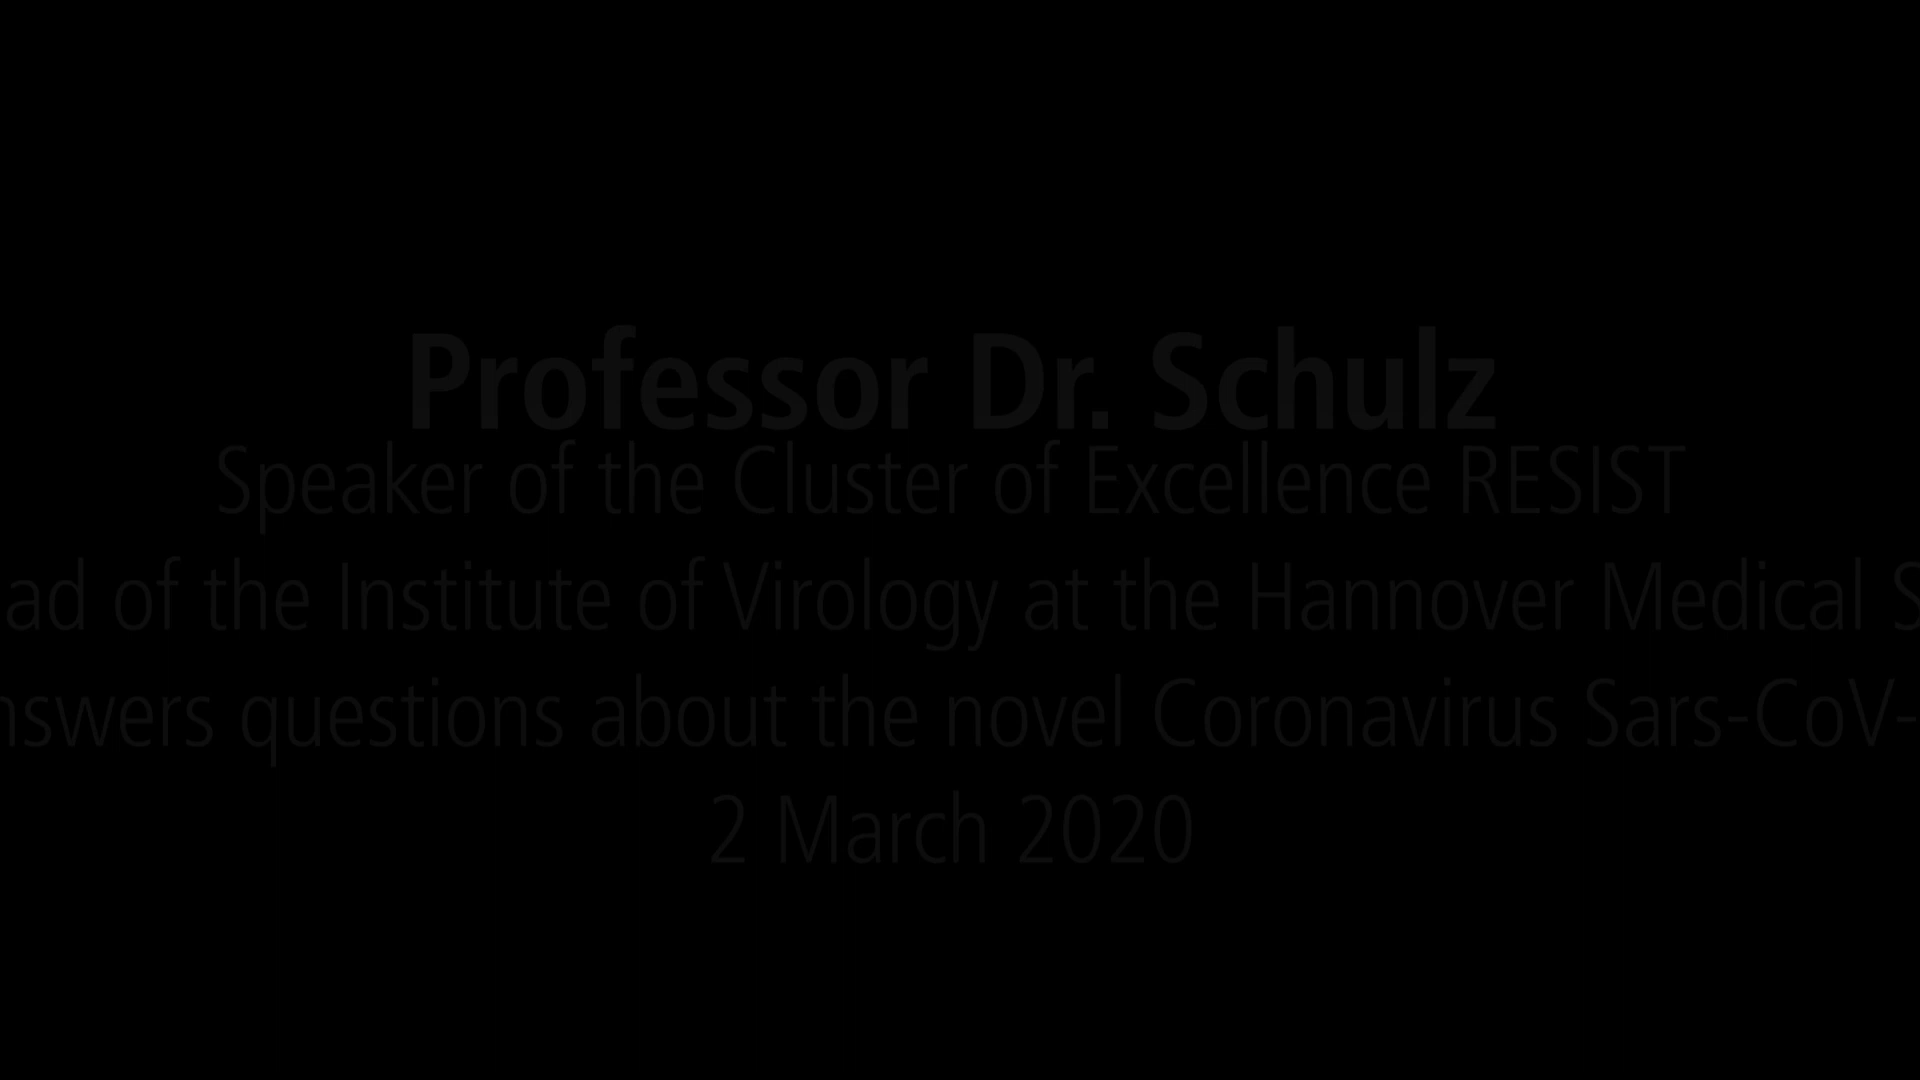 Professor Dr. Schulz
Speaker of the Cluster of Excellence RESIST
ad of the Institute of Virology at the Hannover Medical S
nswers questions about the novel Coronavirus Sars-CoV-
2 March 2020